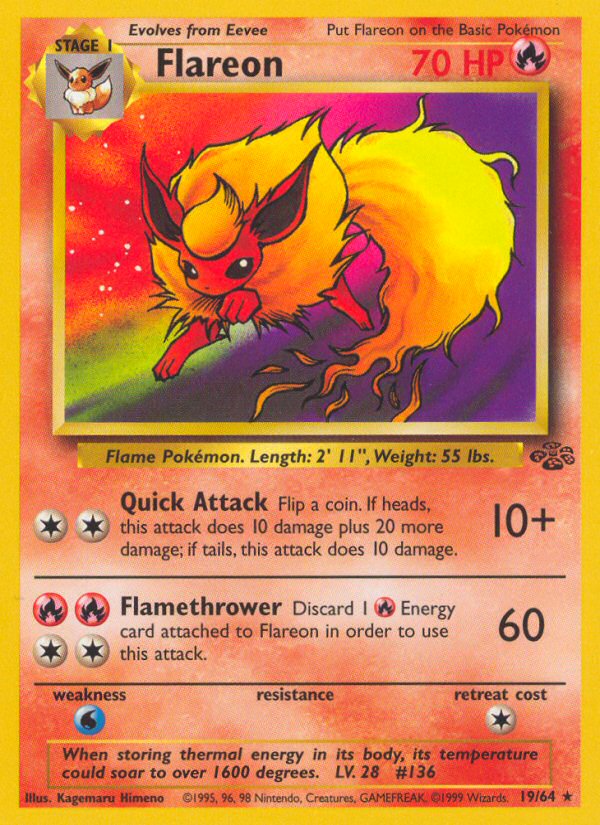 Evolves from Eevee Put Flareon on the Basic Pokémon
STAGE 1
Flareon 70 HP
Flame Pokémon. Length: 2' 11", Weight: 55 lbs.
Quick Attack Flip a coin. If heads,
this attack does 10 damage plus 20 more
damage; if tails, this attack does 10 damage.
10+
Flamethrower Discard 1 Energy
card attached to Flareon in order to use
this attack.
60
weakness resistance retreat cost
When storing thermal energy in its body, its temperature
could soar to over 1600 degrees. LV. 28 #136
Illus. Kagemaru Himeno ©1995, 96, 98 Nintendo, Creatures, GAMEFREAK. ©1999 Wizards. 19/64 ★